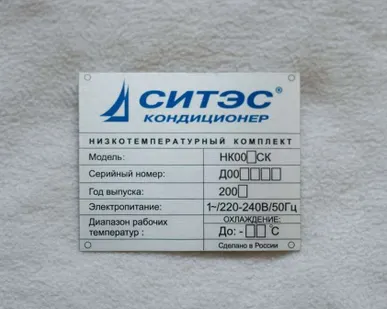 СИТЭС®
КОНДИЦИОНЕР
НИЗКОТЕМПЕРАТУРНЫЙ КОМПЛЕКТ
Модель: НК00□СК
Серийный номер: Д00□□□□
Год выпуска: 200□
Электропитание: 1~/220-240В/50Гц
Диапазон рабочих температур : ОХЛАЖДЕНИЕ:
До: -□□°С
Сделано в России